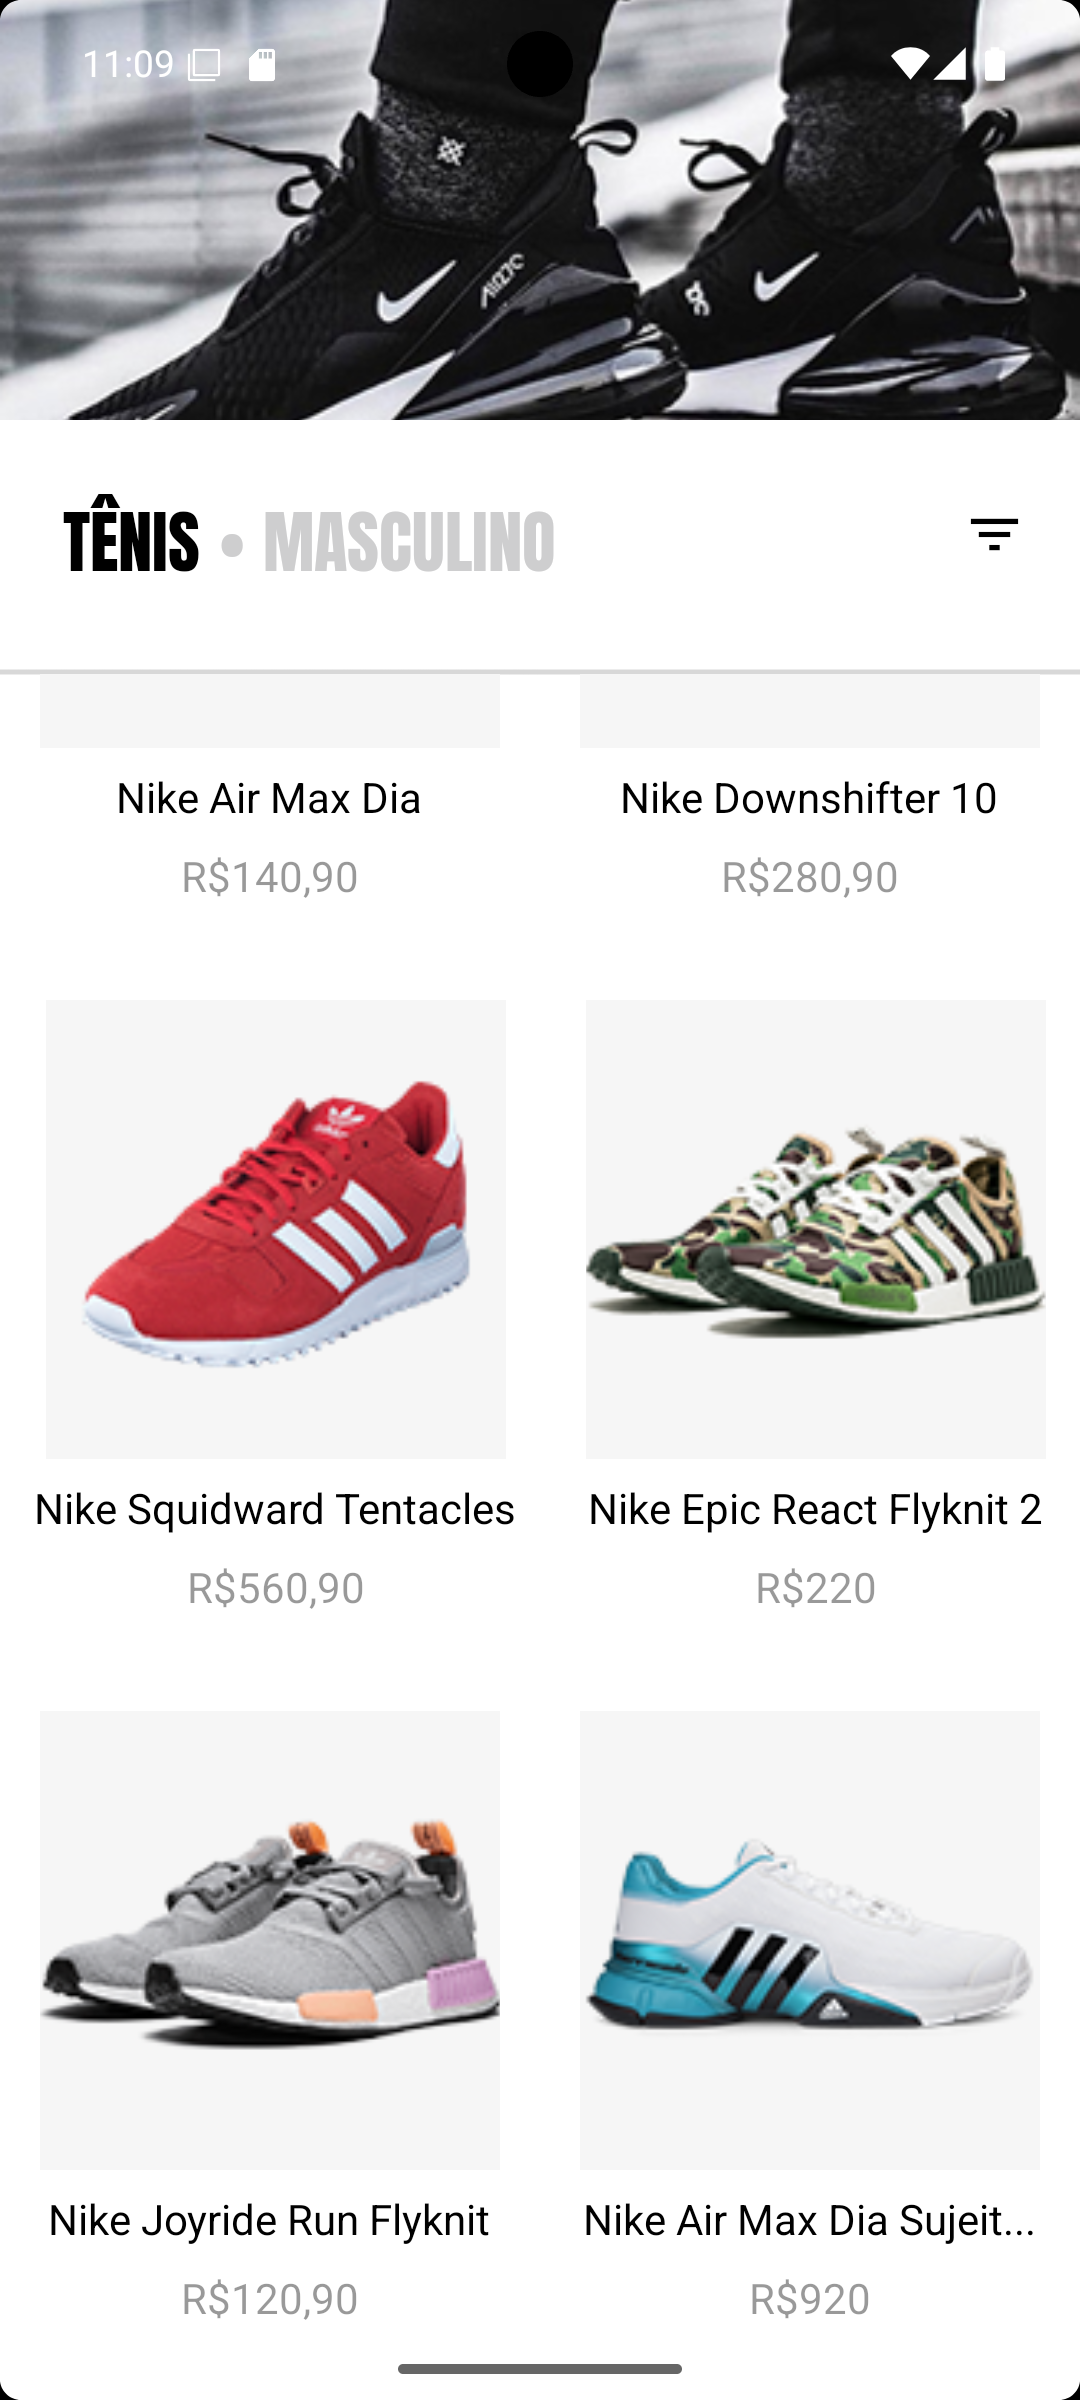 11:09
AIR270
TÊNIS • MASCULINO
Nike Air Max Dia
Nike Downshifter 10
R$140,90
R$280,90
Nike Squidward Tentacles
Nike Epic React Flyknit 2
R$560,90
R$220
Nike Joyride Run Flyknit
Nike Air Max Dia Sujeit...
R$120,90
R$920